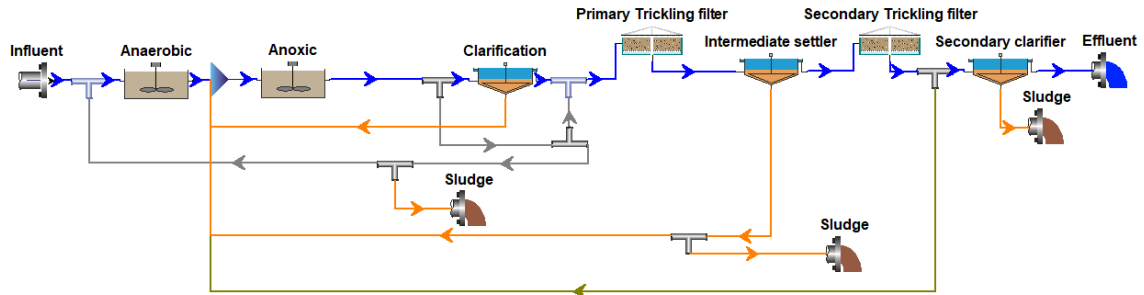 Primary Trickling filter
Secondary Trickling filter
Influent
Anaerobic
Anoxic
Clarification
Intermediate settler
Secondary clarifier
Effluent
Sludge
Sludge
Sludge